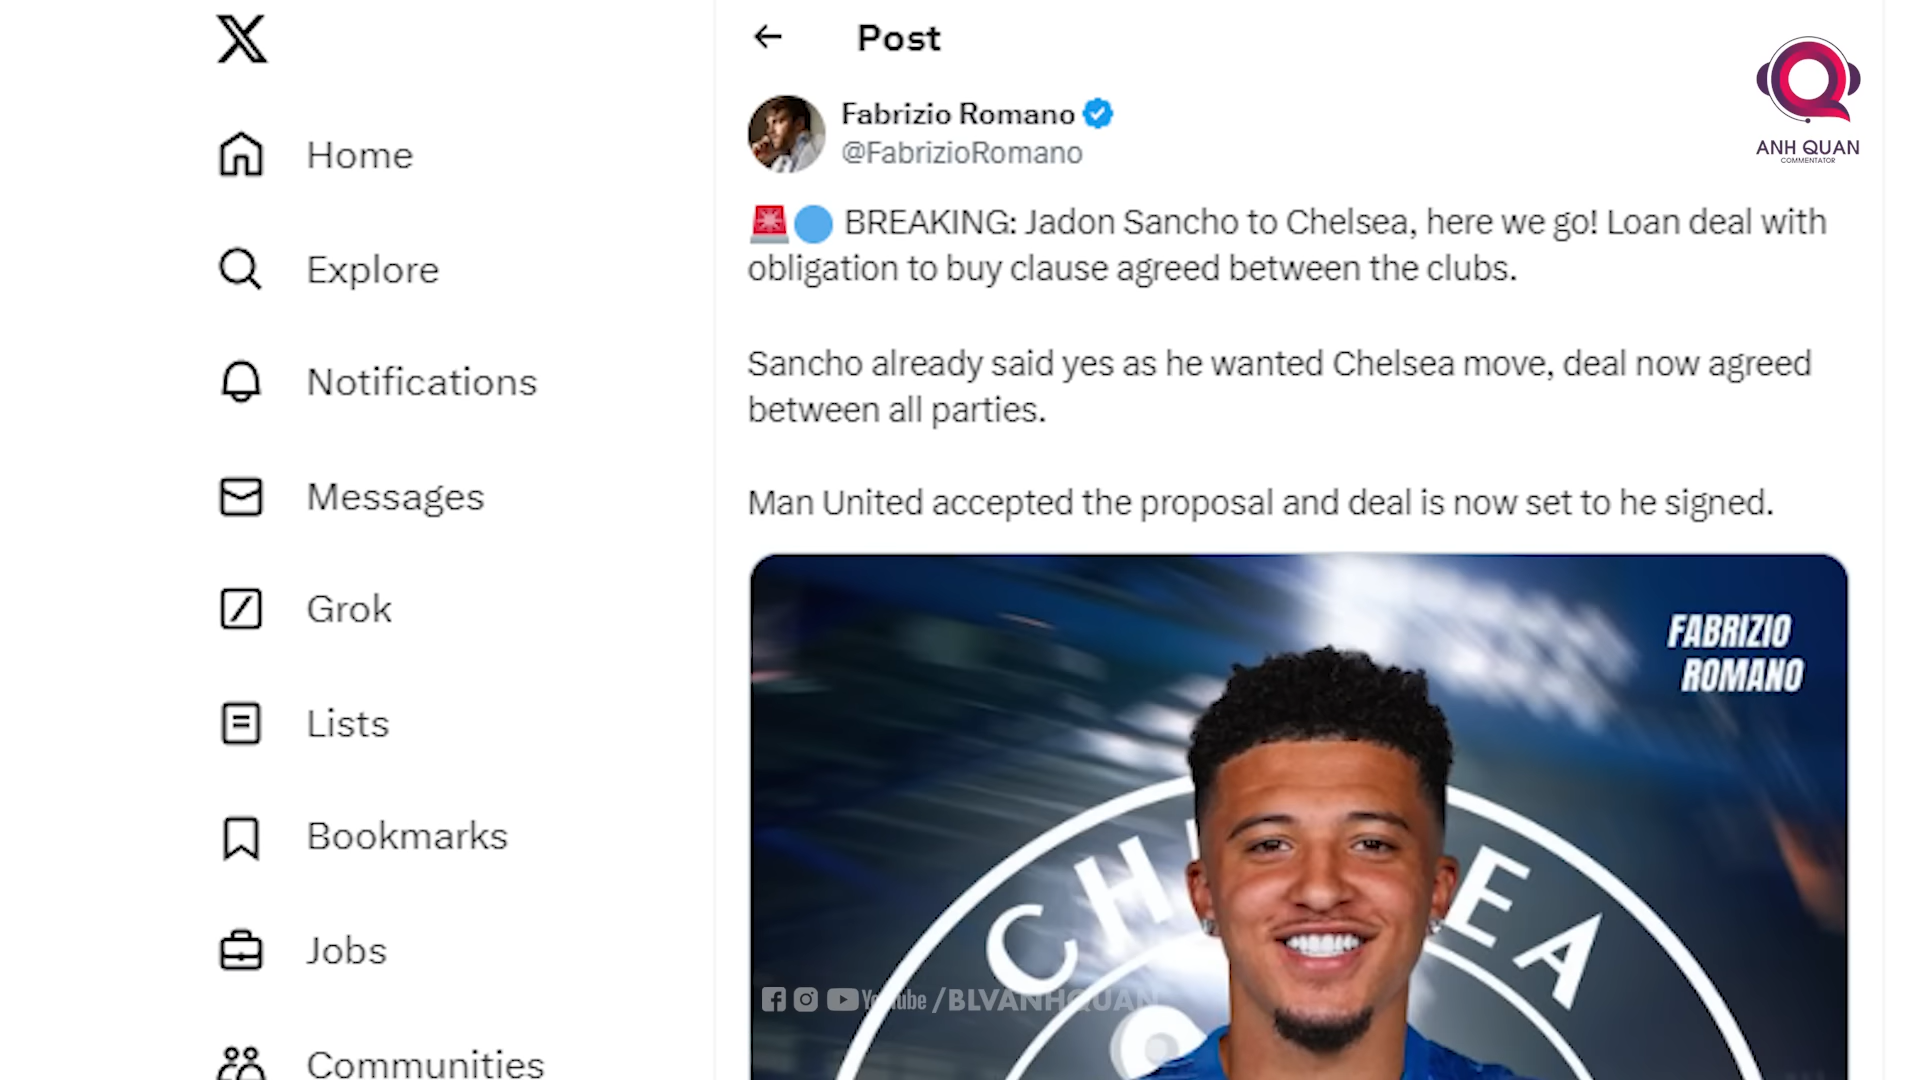 Post
Home
Explore
Notifications
Messages
Grok
Lists
Bookmarks
Jobs
Communities
Fabrizio Romano
@FabrizioRomano
BREAKING: Jadon Sancho to Chelsea, here we go! Loan deal with
obligation to buy clause agreed between the clubs.
Sancho already said yes as he wanted Chelsea move, deal now agreed
between all parties.
Man United accepted the proposal and deal is now set to he signed.
FABRIZIO
ROMANO
CHELSEA
YouTube /BLVANHQUAN
ANH QUAN
COMMENTATOR